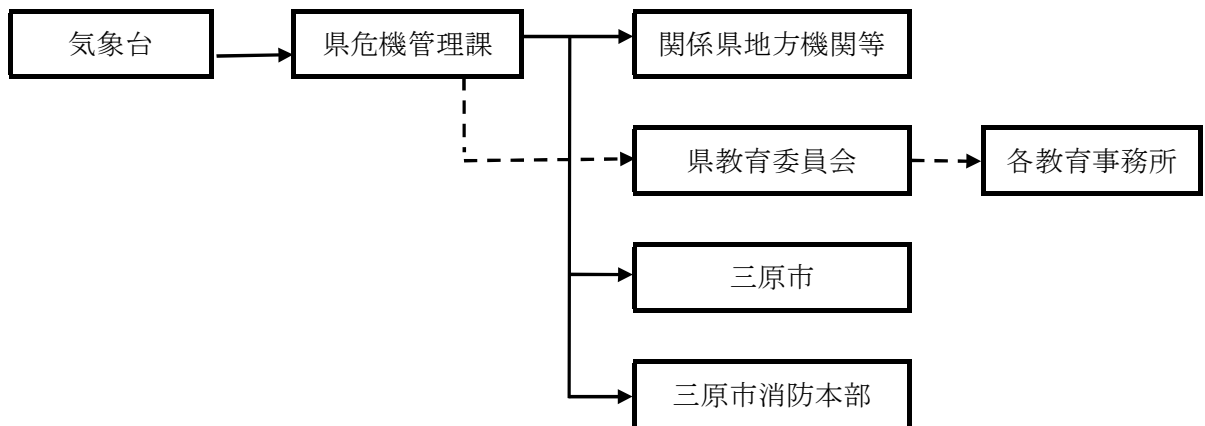 気象台
県危機管理課
関係県地方機関等
県教育委員会
各教育事務所
三原市
三原市消防本部